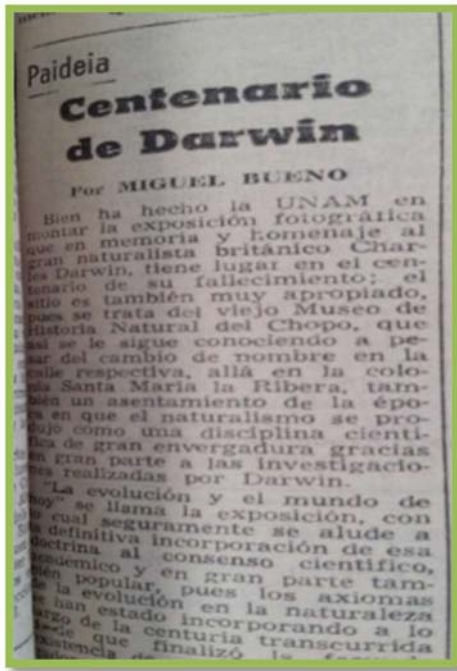 Paideia
Centenario
de Darwin
Por MIGUEL BUENO
Bien ha hecho la UNAM en
montar la exposición fotográfica
que en memoria y homenaje al
gran naturalista británico Char-
les Darwin, tiene lugar en el cen-
tenario de su fallecimiento; el
sitio es también muy apropiado,
pues se trata del viejo Museo de
Historia Natural del Chopo, que
así se le sigue conociendo a pe-
sar del cambio de nombre en la
calle respectiva, allá en la colo-
nia Santa María la Ribera, tam-
bién un asentamiento de la épo-
ca en que el naturalismo se pro-
dujo como una disciplina cientí-
fica de gran envergadura gracias
en gran parte a las investigacio-
nes realizadas por Darwin.
"La evolución y el mundo de
hoy" se llama la exposición, con
lo cual seguramente se alude a
la definitiva incorporación de esa
doctrina al consenso científico,
académico y en gran parte tam-
bién popular, pues los axiomas
de la evolución en la naturaleza
se han estado incorporando a lo
largo de la centuria transcurrida
desde que finalizó la
existencia